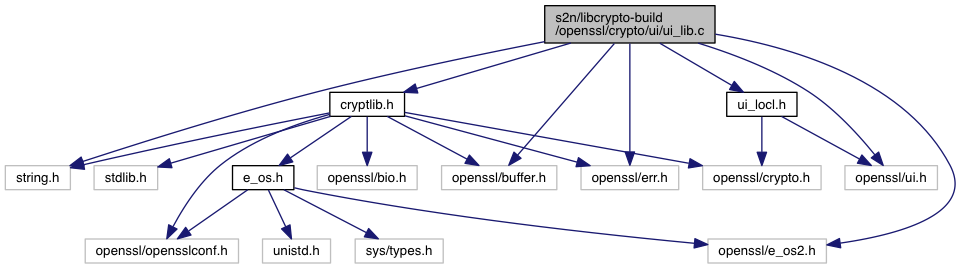 s2n/libcrypto-build
/openssl/crypto/ui/ui_lib.c
cryptlib.h
ui_locl.h
string.h
stdlib.h
e_os.h
openssl/bio.h
openssl/buffer.h
openssl/err.h
openssl/crypto.h
openssl/ui.h
openssl/opensslconf.h
unistd.h
sys/types.h
openssl/e_os2.h